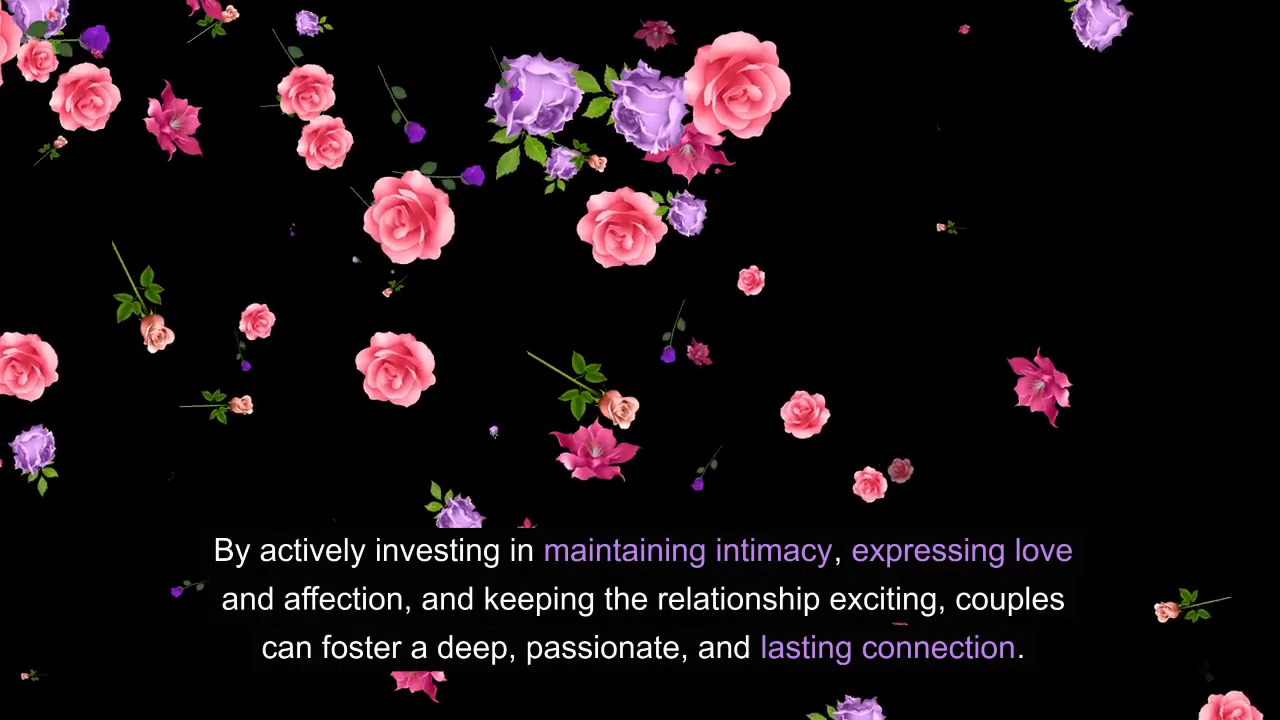 By actively investing in maintaining intimacy, expressing love
and affection, and keeping the relationship exciting, couples
can foster a deep, passionate, and lasting connection.